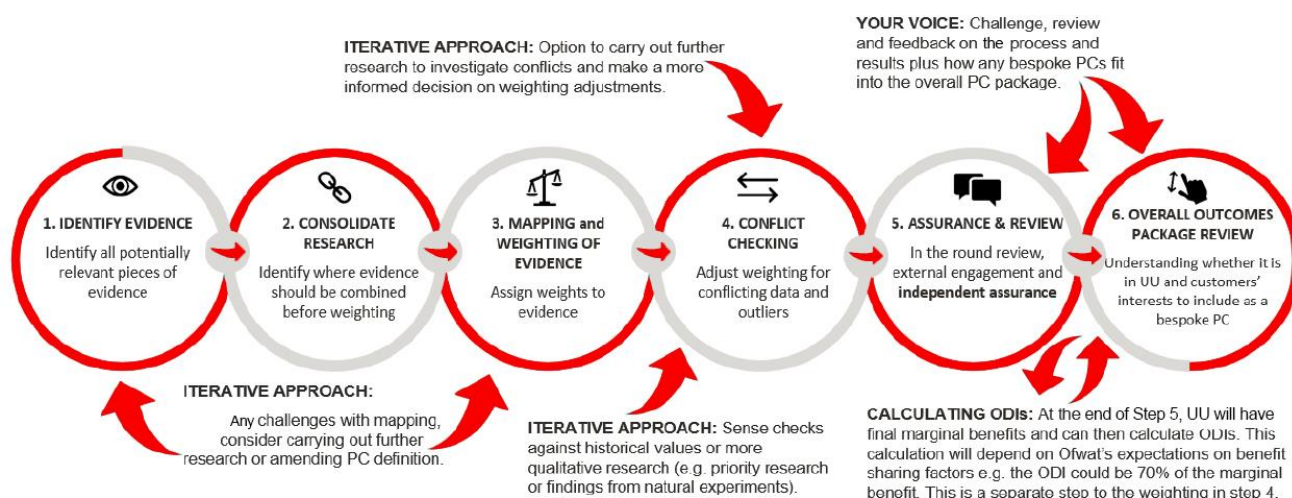 ITERATIVE APPROACH: Option to carry out further
research to investigate conflicts and make a more
informed decision on weighting adjustments.
YOUR VOICE: Challenge, review
and feedback on the process and
results plus how any bespoke PCs fit
into the overall PC package.
1. IDENTIFY EVIDENCE
Identify all potentially
relevant pieces of
evidence
2. CONSOLIDATE
RESEARCH
Identify where evidence
should be combined
before weighting
3. MAPPING and
WEIGHTING OF
EVIDENCE
Assign weights to
evidence
4. CONFLICT
CHECKING
Adjust weighting for
conflicting data and
outliers
5. ASSURANCE & REVIEW
In the round review,
external engagement and
independent assurance
6. OVERALL OUTCOMES
PACKAGE REVIEW
Understanding whether it is
in UU and customers'
interests to include as a
bespoke PC
ITERATIVE APPROACH:
Any challenges with mapping,
consider carrying out further
research or amending PC definition.
ITERATIVE APPROACH: Sense checks
against historical values or more
qualitative research (e.g. priority research
or findings from natural experiments).
CALCULATING ODIs: At the end of Step 5, UU will have
final marginal benefits and can then calculate ODIs. This
calculation will depend on Ofwat's expectations on benefit
sharing factors e.g. the ODI could be 70% of the marginal
benefit. This is a separate step to the weighting in step 4.